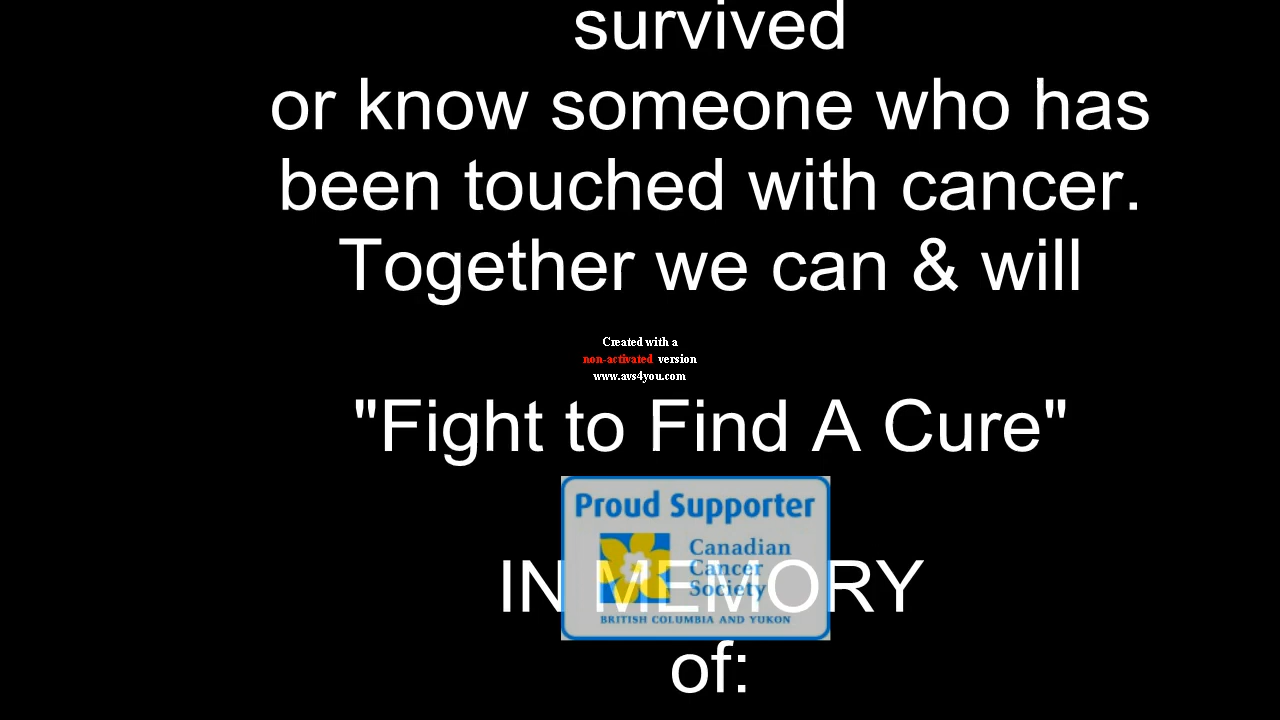 survived
or know someone who has
been touched with cancer.
Together we can & will
Created with a
non-activated version
www.avs4you.com
"Fight to Find A Cure"
Proud Supporter
Canadian
Cancer
Society
BRITISH COLUMBIA AND YUKON
IN MEMORY
of: